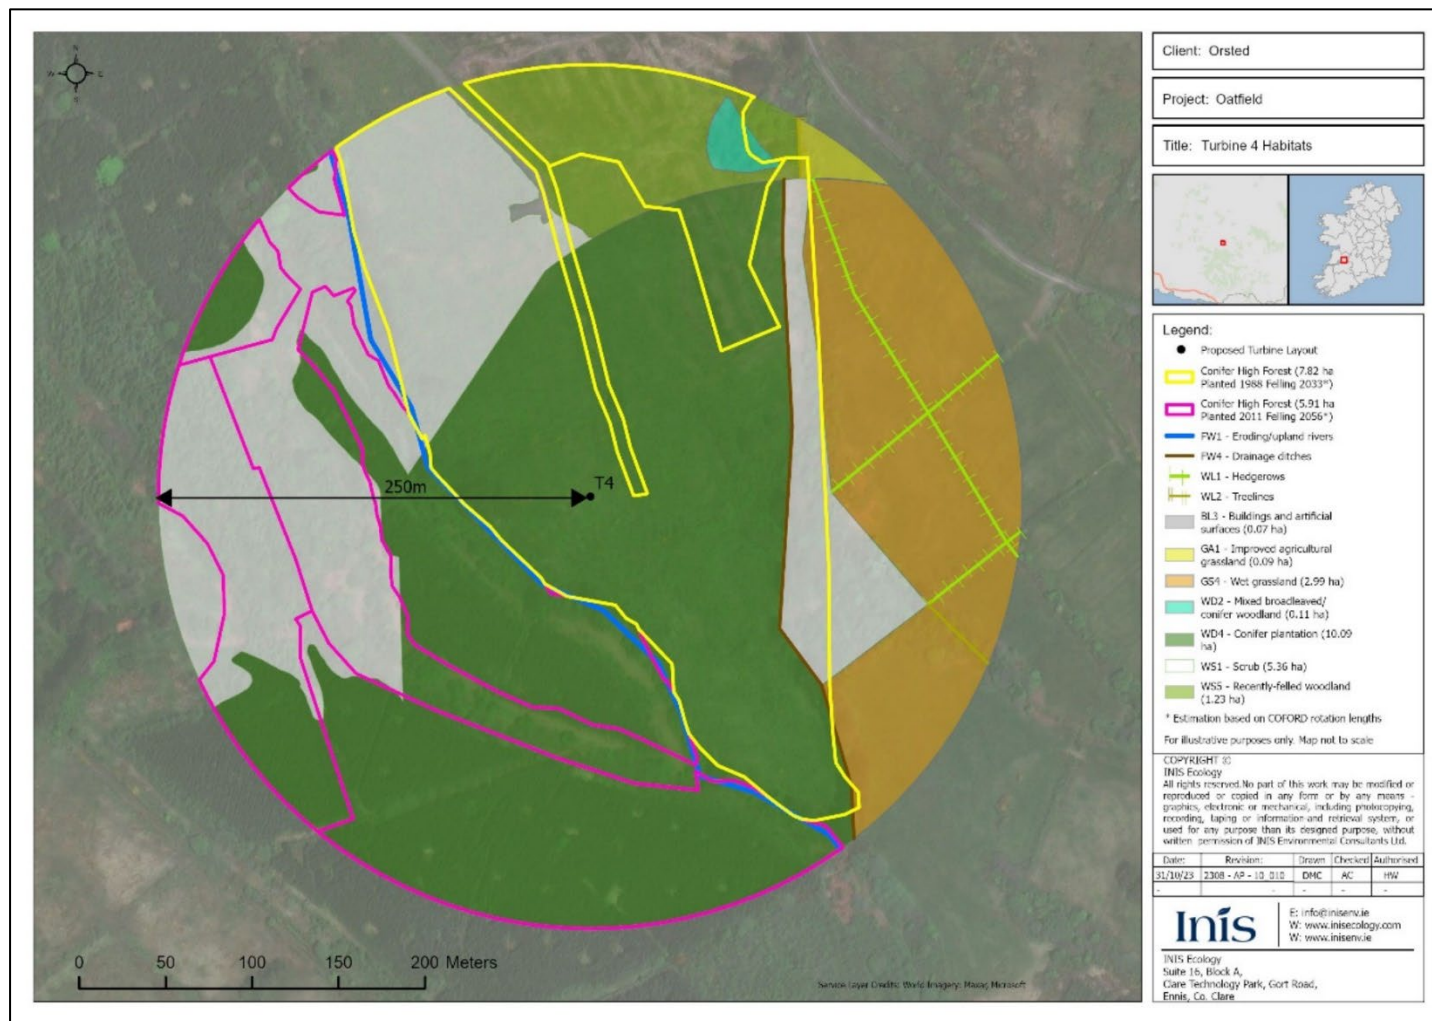 N
W
E
S
250m
T4
0 50 100 150 200 Meters
Service Layer Credits: World Imagery: Maxar, Microsoft
Client: Orsted
Project: Oatfield
Title: Turbine 4 Habitats
Legend:
Proposed Turbine Layout
Conifer High Forest (7.82 ha
Planted 1988 Felling 2033*)
Conifer High Forest (5.91 ha
Planted 2011 Felling 2056*)
FW1 - Eroding/upland rivers
FW4 - Drainage ditches
WL1 - Hedgerows
WL2 - Treelines
BL3 - Buildings and artificial
surfaces (0.07 ha)
GA1 - Improved agricultural
grassland (0.09 ha)
GS4 - Wet grassland (2.99 ha)
WD2 - Mixed broadleaved/
conifer woodland (0.11 ha)
WD4 - Conifer plantation (10.09
ha)
WS1 - Scrub (5.36 ha)
WS5 - Recently-felled woodland
(1.23 ha)
* Estimation based on COFORD rotation lengths
For illustrative purposes only. Map not to scale
COPYRIGHT ©
INIS Ecology
All rights reserved.No part of this work may be modified or
reproduced or copied in any form or by any means -
graphics, electronic or mechanical, including photocopying,
recording, taping or information and retrieval system, or
used for any purpose than its designed purpose, without
written permission of INIS Environmental Consultants Ltd.
Date: Revision: Drawn Checked Authorised
31/10/23 2308 - AP - 10_010 DMC AC HW
- - - - -
Inís
E: info@inisenv.ie
W: www.inisecology.com
W: www.inisenv.ie
INIS Ecology
Suite 16, Block A,
Clare Technology Park, Gort Road,
Ennis, Co. Clare